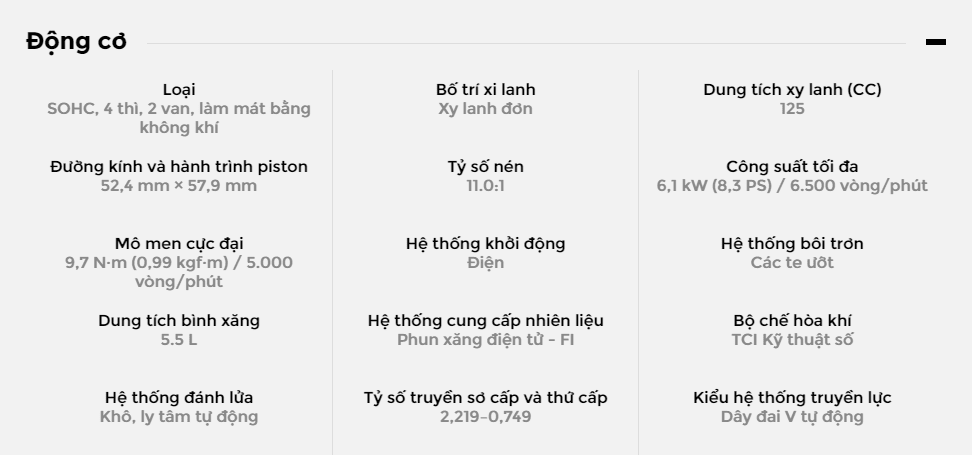 Động cơ
Loại
SOHC, 4 thì, 2 van, làm mát bằng
không khí
Bố trí xi lanh
Xy lanh đơn
Dung tích xy lanh (CC)
125
Đường kính và hành trình piston
52,4 mm × 57,9 mm
Tỷ số nén
11.0:1
Công suất tối đa
6,1 kW (8,3 PS) / 6.500 vòng/phút
Mô men cực đại
9,7 N·m (0,99 kgf·m) / 5.000
vòng/phút
Hệ thống khởi động
Điện
Hệ thống bôi trơn
Các te ướt
Dung tích bình xăng
5.5 L
Hệ thống cung cấp nhiên liệu
Phun xăng điện tử - FI
Bộ chế hòa khí
TCI Kỹ thuật số
Hệ thống đánh lửa
Khô, ly tâm tự động
Tỷ số truyền sơ cấp và thứ cấp
2,219–0,749
Kiểu hệ thống truyền lực
Dây đai V tự động